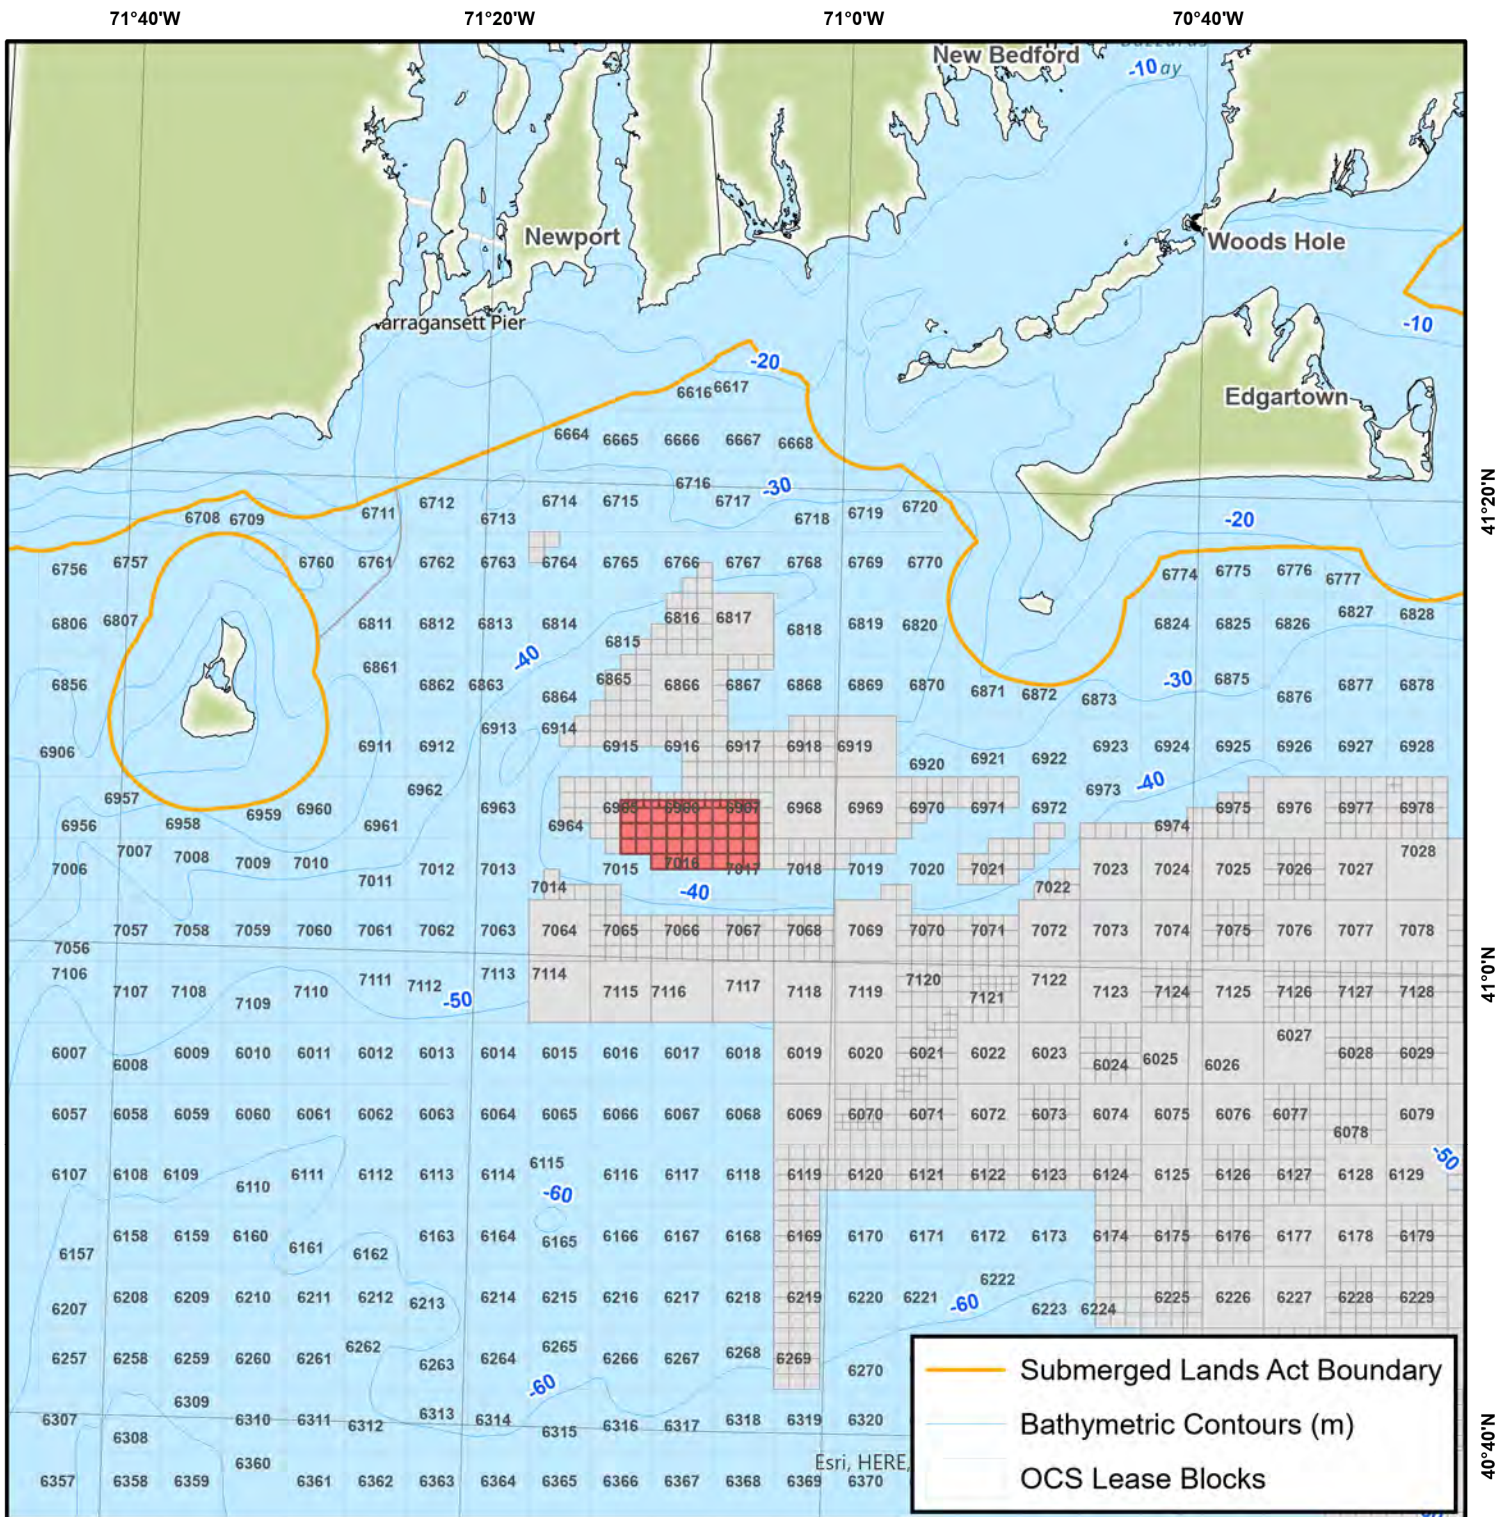 71°40'W 71°20'W 71°0'W 70°40'W
New Bedford
-10 ay
Newport
Woods Hole
arragansett Pier
-10
-20
6616 6617
Edgartown
6664 6665 6666 6667 6668
6716 -30
6712 6714 6715 6717 6720
6708 6709 6711 6713 6718 6719 -20
41°20'N
6756 6757 6760 6761 6762 6763 6764 6765 6766 6767 6768 6769 6770 6774 6775 6776 6777
6806 6807 6811 6812 6813 6814 6815 6816 6817 6818 6819 6820 6824 6825 6826 6827 6828
-40
6856 6861 6862 6863 6864 6865 6866 6867 6868 6869 6870 6871 6872 6873 -30 6875 6876 6877 6878
6906 6911 6912 6913 6914 6915 6916 6917 6918 6919 6920 6921 6922 6923 6924 6925 6926 6927 6928
-40
6957 6959 6960 6962 6963 6965 6966 6967 6968 6969 6970 6971 6972 6973 6975 6976 6977 6978
6956 6958 6961 6964 6974
7006 7007 7008 7009 7010 7011 7012 7013 7014 7015 7016 7017 7018 7019 7020 7021 7022 7023 7024 7025 7026 7027 7028
-40
7056 7057 7058 7059 7060 7061 7062 7063 7064 7065 7066 7067 7068 7069 7070 7071 7072 7073 7074 7075 7076 7077 7078
7106 7107 7108 7109 7110 7111 7112 7113 7114 7115 7116 7117 7118 7119 7120 7121 7122 7123 7124 7125 7126 7127 7128
-50
41°0'N
6007 6008 6009 6010 6011 6012 6013 6014 6015 6016 6017 6018 6019 6020 6021 6022 6023 6024 6025 6026 6027 6028 6029
6057 6058 6059 6060 6061 6062 6063 6064 6065 6066 6067 6068 6069 6070 6071 6072 6073 6074 6075 6076 6077 6078 6079
6107 6108 6109 6110 6111 6112 6113 6114 6115 6116 6117 6118 6119 6120 6121 6122 6123 6124 6125 6126 6127 6128 6129 -50
-60
6157 6158 6159 6160 6161 6162 6163 6164 6165 6166 6167 6168 6169 6170 6171 6172 6173 6174 6175 6176 6177 6178 6179
6207 6208 6209 6210 6211 6212 6213 6214 6215 6216 6217 6218 6219 6220 6221 6222 6223 6224 6225 6226 6227 6228 6229
-60
6257 6258 6259 6260 6261 6262 6263 6264 6265 6266 6267 6268 6269 6270
-60
6307 6308 6309 6310 6311 6312 6313 6314 6315 6316 6317 6318 6319 6320
40°40'N
6357 6358 6359 6360 6361 6362 6363 6364 6365 6366 6367 6368 6369 6370
Esri, HERE,
Submerged Lands Act Boundary
Bathymetric Contours (m)
OCS Lease Blocks